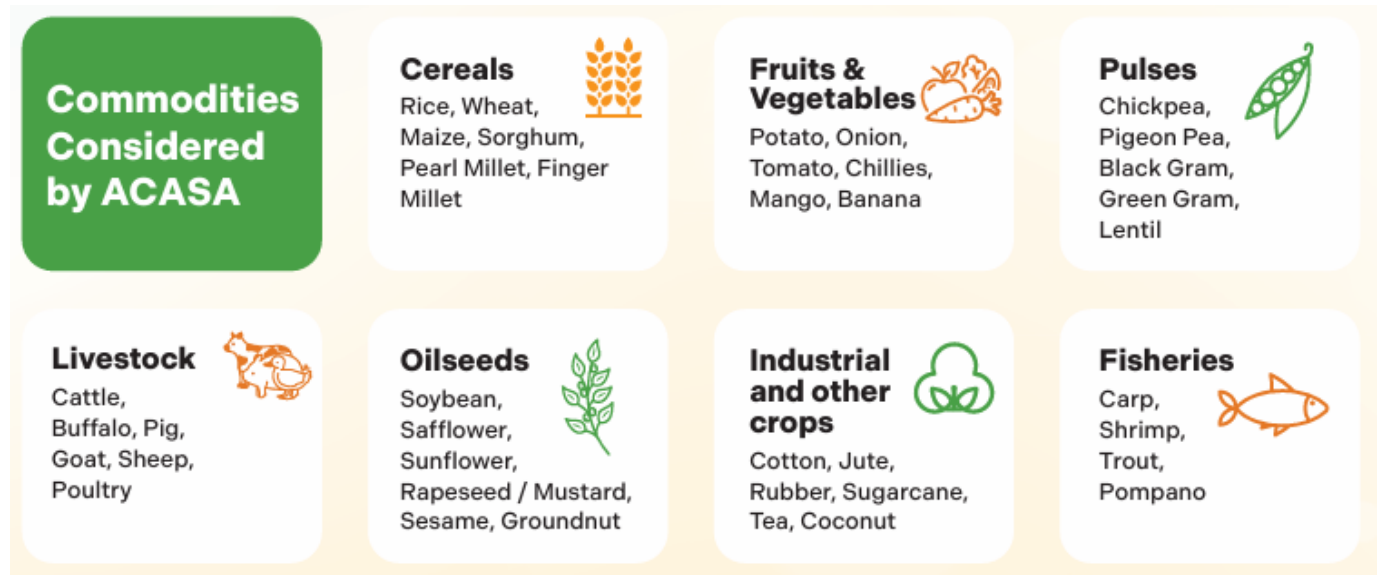 Commodities
Considered
by ACASA
Cereals
Rice, Wheat,
Maize, Sorghum,
Pearl Millet, Finger
Millet
Fruits &
Vegetables
Potato, Onion,
Tomato, Chillies,
Mango, Banana
Pulses
Chickpea,
Pigeon Pea,
Black Gram,
Green Gram,
Lentil
Livestock
Cattle,
Buffalo, Pig,
Goat, Sheep,
Poultry
Oilseeds
Soybean,
Safflower,
Sunflower,
Rapeseed / Mustard,
Sesame, Groundnut
Industrial
and other
crops
Cotton, Jute,
Rubber, Sugarcane,
Tea, Coconut
Fisheries
Carp,
Shrimp,
Trout,
Pompano